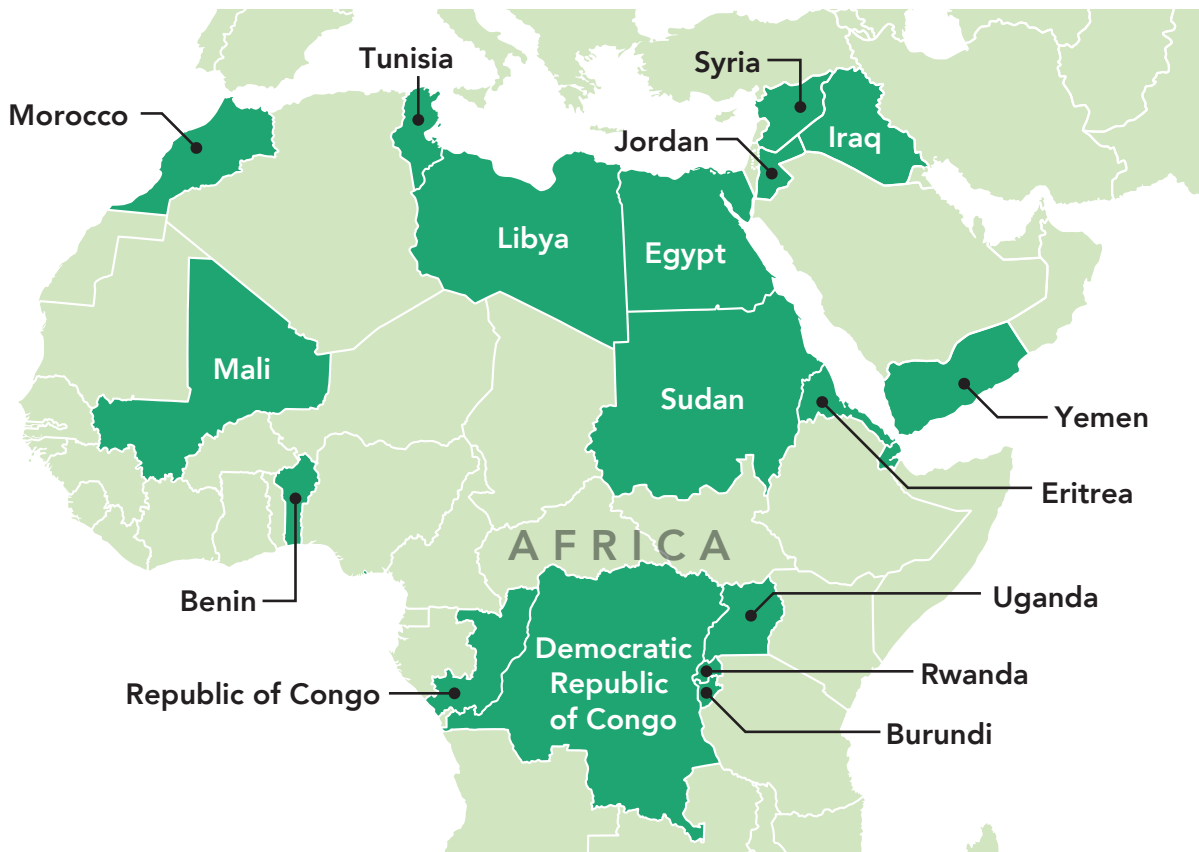 Tunisia
Syria
Morocco
Jordan
Iraq
Libya
Egypt
Mali
Sudan
Yemen
Eritrea
AFRICA
Benin
Uganda
Democratic
Republic
of Congo
Rwanda
Republic of Congo
Burundi